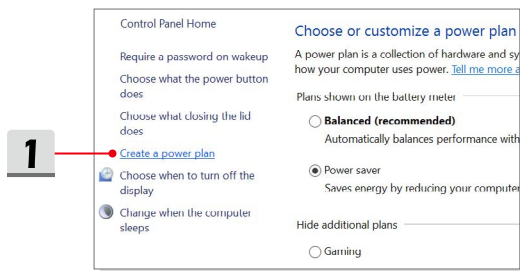 Control Panel Home
Require a password on wakeup
Choose what the power button
does
Choose what closing the lid
does
1
Create a power plan
Choose when to turn off the
display
Change when the computer
sleeps
Choose or customize a power plan
A power plan is a collection of hardware and sy
how your computer uses power. Tell me more a
Plans shown on the battery meter
Balanced (recommended)
Automatically balances performance with
Power saver
Saves energy by reducing your computer
Hide additional plans
Gaming